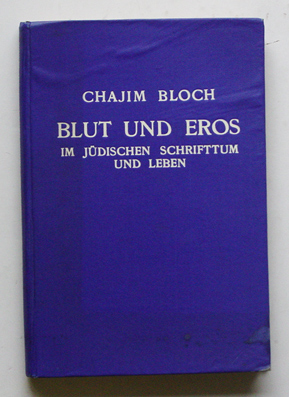 CHAJIM BLOCH
BLUT UND EROS
IM JÜDISCHEN SCHRIFTTUM
UND LEBEN